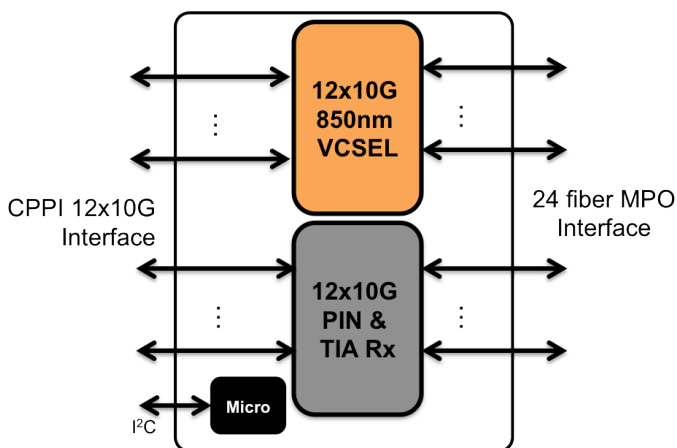 12x10G
850nm
VCSEL
CPPI 12x10G
Interface
24 fiber MPO
Interface
12x10G
PIN &
TIA Rx
Micro
I²C